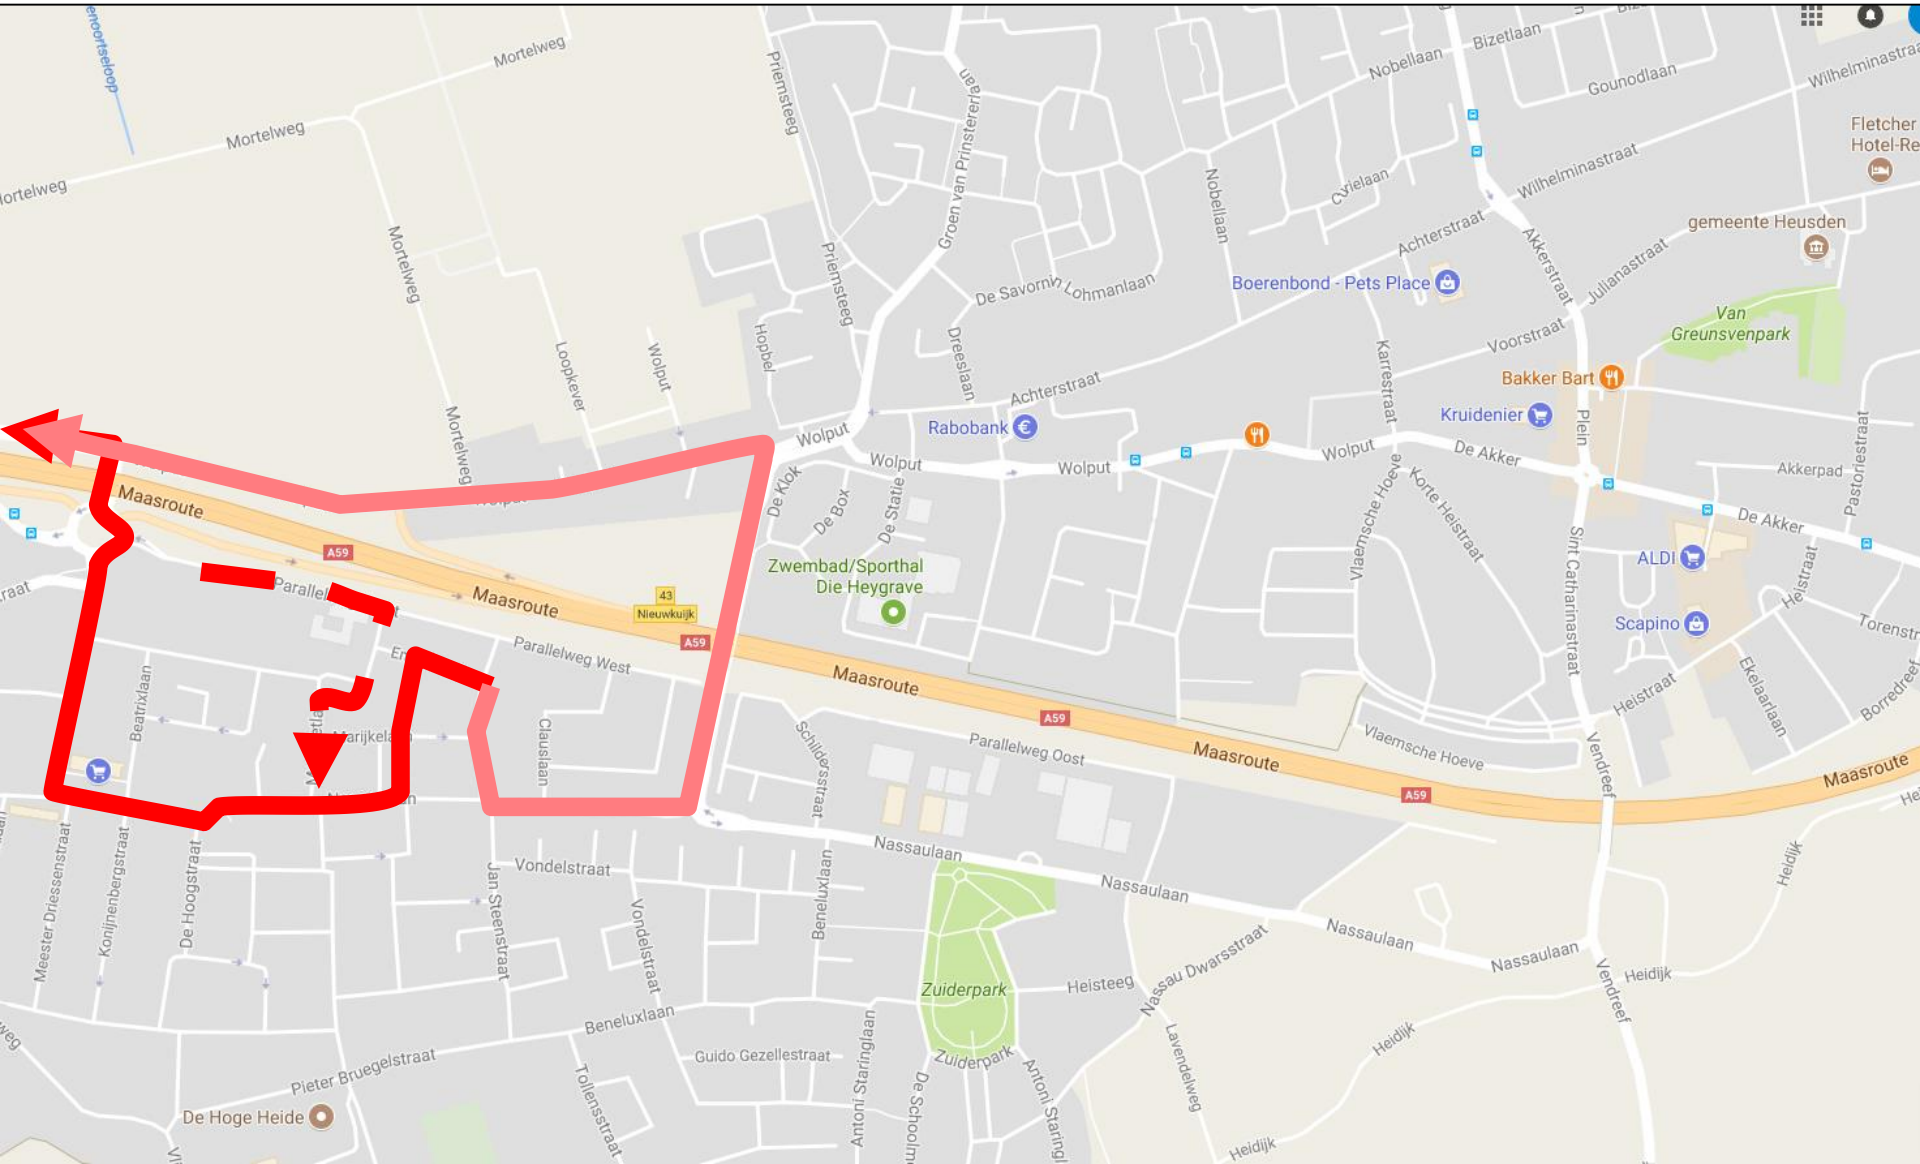 Mortelweg
Bizetlaan
Nobellaan
Gounodlaan
Priemsteeg
Groen van Prinstererlaan
Wilhelminastraat
Mortelweg
Fletcher
Hotel-Re
Mortelweg
Nobellaan
Achterstraat
gemeente Heusden
Priemsteeg
De Savornin Lohmanlaan
Boerenbond - Pets Place
Akkerstraat
Julianastraat
Van
Greunsvenpark
Hopbel
Loopkever
Wolput
Dreeslaan
Achterstraat
Karrestraat
Voorstraat
Bakker Bart
Kruidenier
Plein
Mortelweg
Rabobank
Wolput
Wolput
Wolput
Wolput
De Akker
Akkerpad
Pastoriestraat
De Klok
De Box
De Statie
Vlaemsche Hoeve
Korte Heistraat
De Akker
Maasroute
A59
Zwembad/Sporthal
Die Heygrave
Sint Catharinastraat
ALDI
Heistraat
43
Nieuwkuijk
Maasroute
A59
Parallelweg West
Scapino
Beatrixlaan
Maasroute
A59
Heistraat
Ekelaarlaan
Borredreef
Clauslaan
Schildersstraat
Parallelweg Oost
Maasroute
Vlaemsche Hoeve
Vendreef
A59
Maasroute
Meester Driessenstraat
Konijnenbergstraat
De Hoogstraat
Jan Steenstraat
Vondelstraat
Vondelstraat
Beneluxlaan
Nassaulaan
Nassaulaan
Nassaulaan
Nassaulaan
Heidijk
Nassau Dwarsstraat
Zuiderpark
Heisteeg
Heidijk
Vendreef
Beneluxlaan
Guido Gezellestraat
Antoni Staringlaan
Zuiderpark
Heidijk
Lavendelweg
Pieter Bruegelstraat
De Hoge Heide
Tollensstraat
De Schoolm
Antoni Staringl
Heidijk